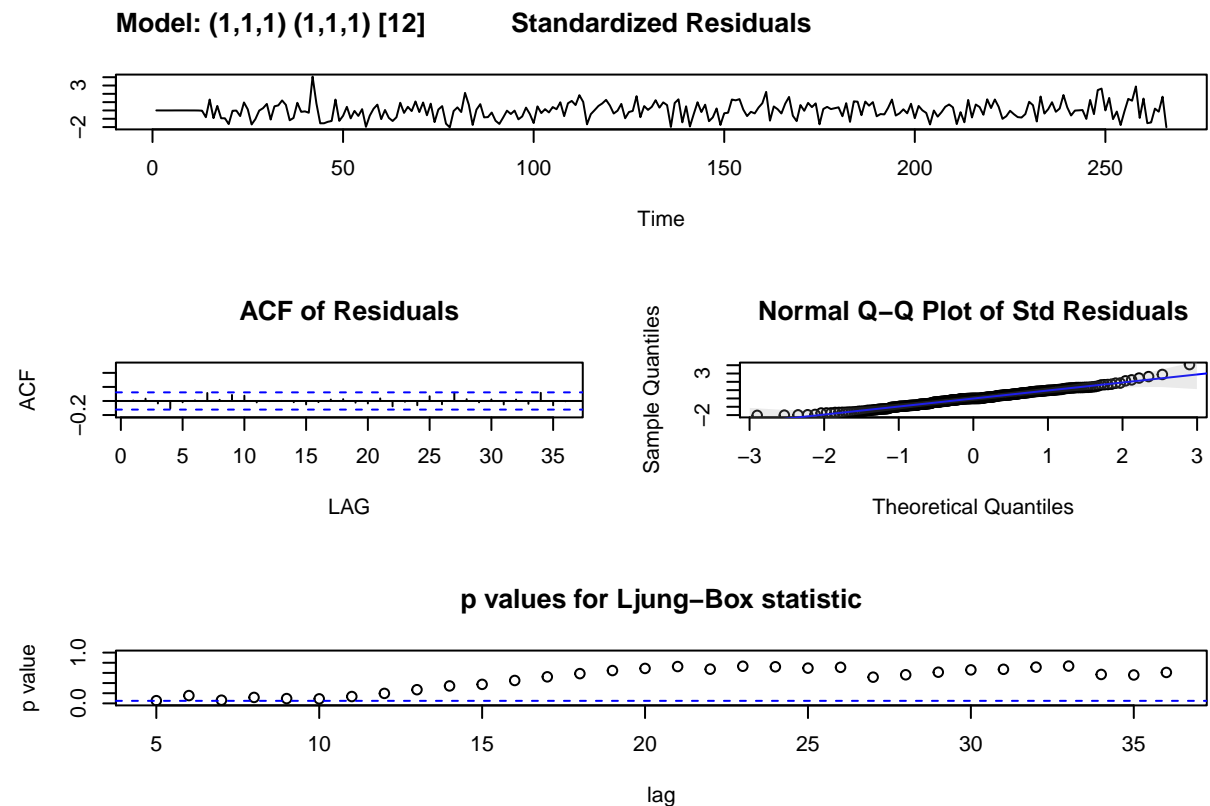 Model: (1,1,1) (1,1,1) [12] Standardized Residuals
3
−2
0 50 100 150 200 250
Time
ACF of Residuals
ACF
−0.2
0 5 10 15 20 25 30 35
LAG
Normal Q−Q Plot of Std Residuals
Sample Quantiles
3
−2
−3 −2 −1 0 1 2 3
Theoretical Quantiles
p values for Ljung−Box statistic
p value
1.0
0.0
5 10 15 20 25 30 35
lag